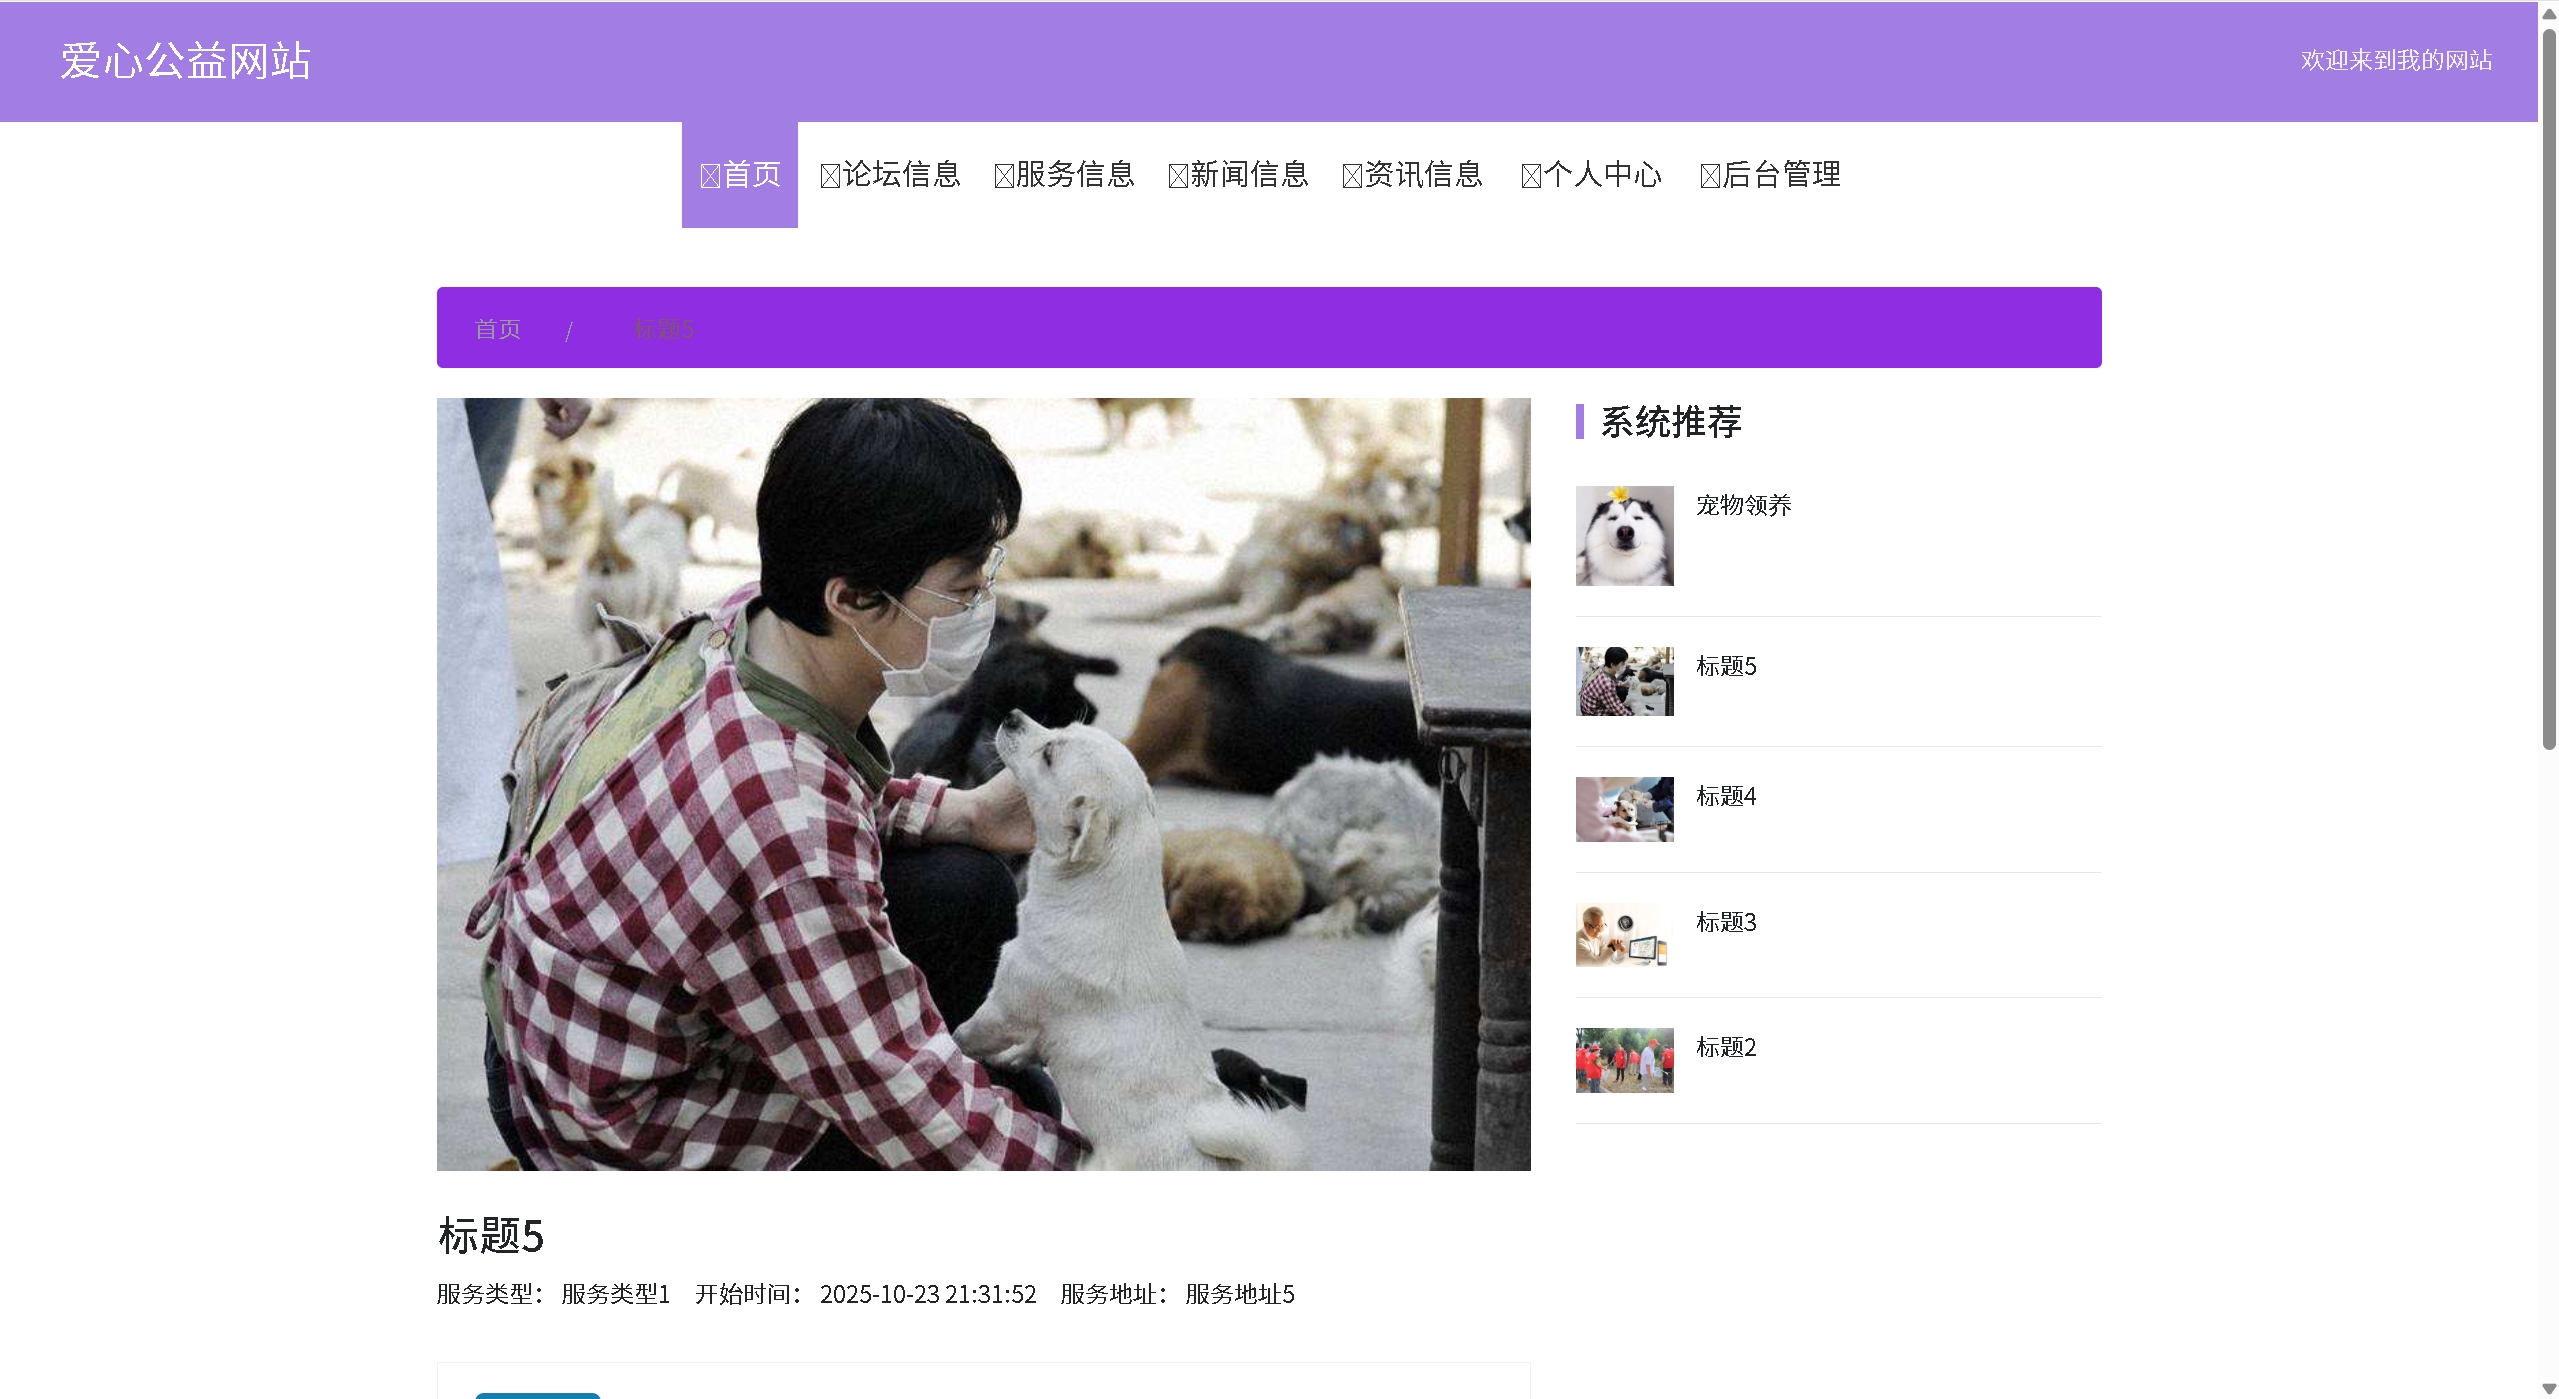 爱心公益网站
欢迎来到我的网站
首页 论坛信息 服务信息 新闻信息 资讯信息 个人中心 后台管理
首页 / 标题5
系统推荐
宠物领养
标题5
标题4
标题3
标题2
标题5
服务类型： 服务类型1 开始时间： 2025-10-23 21:31:52 服务地址： 服务地址5